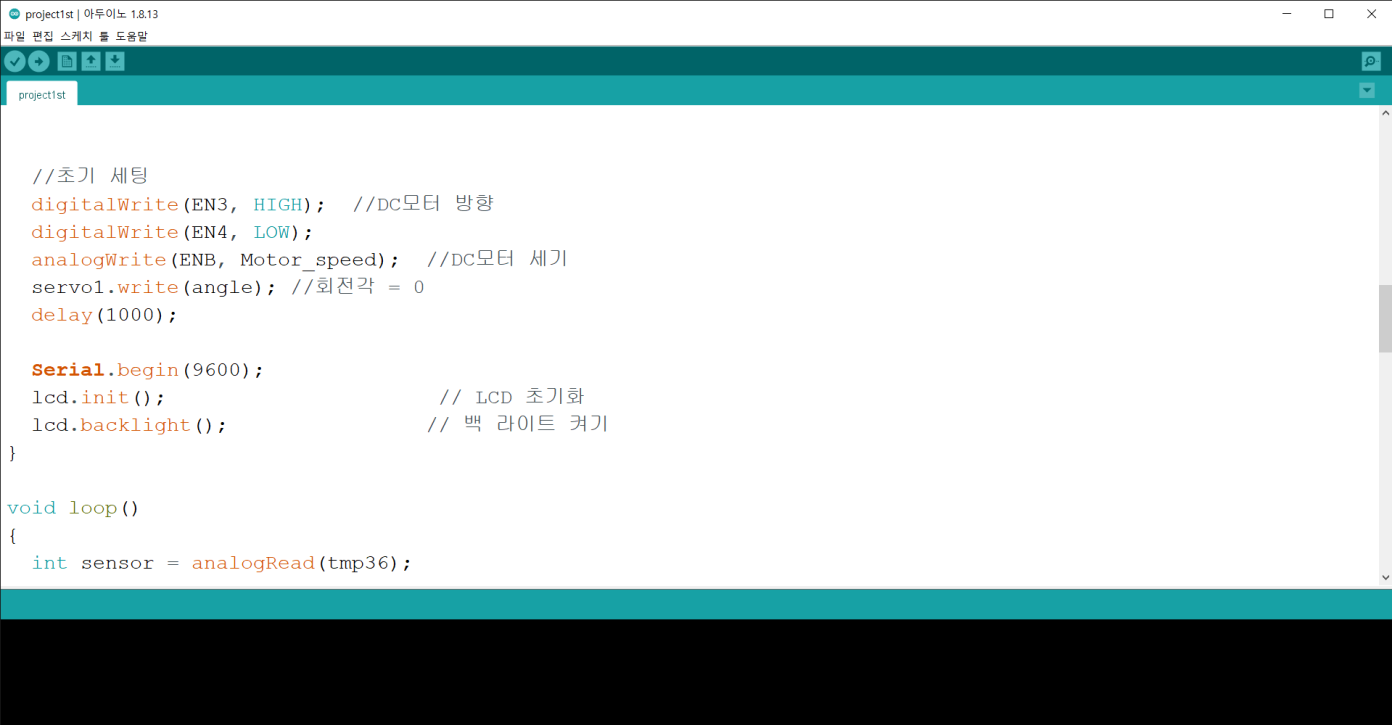 project1st | 아두이노 1.8.13
파일 편집 스케치 툴 도움말
project1st
//초기 세팅
digitalWrite(EN3, HIGH);  //DC모터 방향
digitalWrite(EN4, LOW);
analogWrite(ENB, Motor_speed);  //DC모터 세기
servo1.write(angle); //회전각 = 0
delay(1000);
Serial.begin(9600);
lcd.init();                      // LCD 초기화
lcd.backlight();                // 백 라이트 켜기
}
void loop()
{
int sensor = analogRead(tmp36);